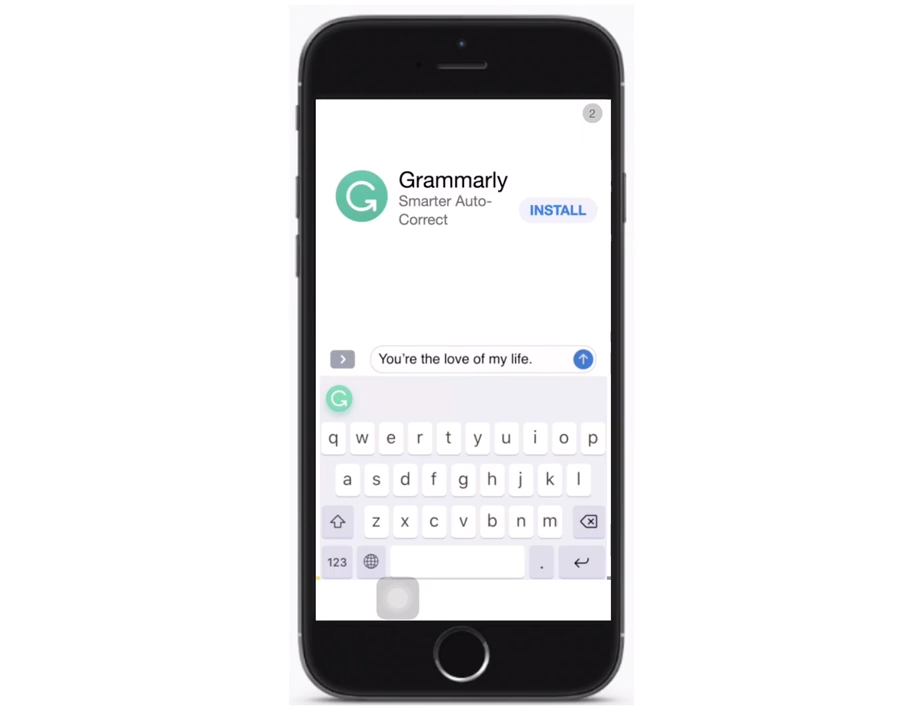 2
Grammarly
Smarter Auto-
Correct
INSTALL
You're the love of my life.
q w e r t y u i o p
a s d f g h j k l
z x c v b n m
123 .